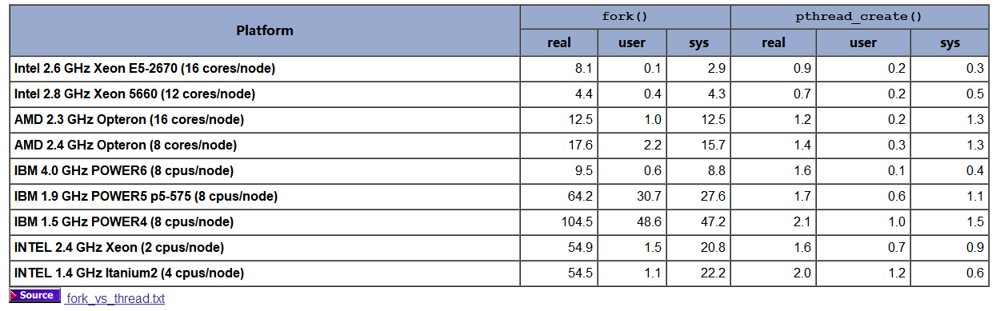 Platform fork() pthread_create()
real user sys real user sys
Intel 2.6 GHz Xeon E5-2670 (16 cores/node) 8.1 0.1 2.9 0.9 0.2 0.3
Intel 2.8 GHz Xeon 5660 (12 cores/node) 4.4 0.4 4.3 0.7 0.2 0.5
AMD 2.3 GHz Opteron (16 cores/node) 12.5 1.0 12.5 1.2 0.2 1.3
AMD 2.4 GHz Opteron (8 cores/node) 17.6 2.2 15.7 1.4 0.3 1.3
IBM 4.0 GHz POWER6 (8 cpus/node) 9.5 0.6 8.8 1.6 0.1 0.4
IBM 1.9 GHz POWER5 p5-575 (8 cpus/node) 64.2 30.7 27.6 1.7 0.6 1.1
IBM 1.5 GHz POWER4 (8 cpus/node) 104.5 48.6 47.2 2.1 1.0 1.5
INTEL 2.4 GHz Xeon (2 cpus/node) 54.9 1.5 20.8 1.6 0.7 0.9
INTEL 1.4 GHz Itanium2 (4 cpus/node) 54.5 1.1 22.2 2.0 1.2 0.6
Source fork_vs_thread.txt